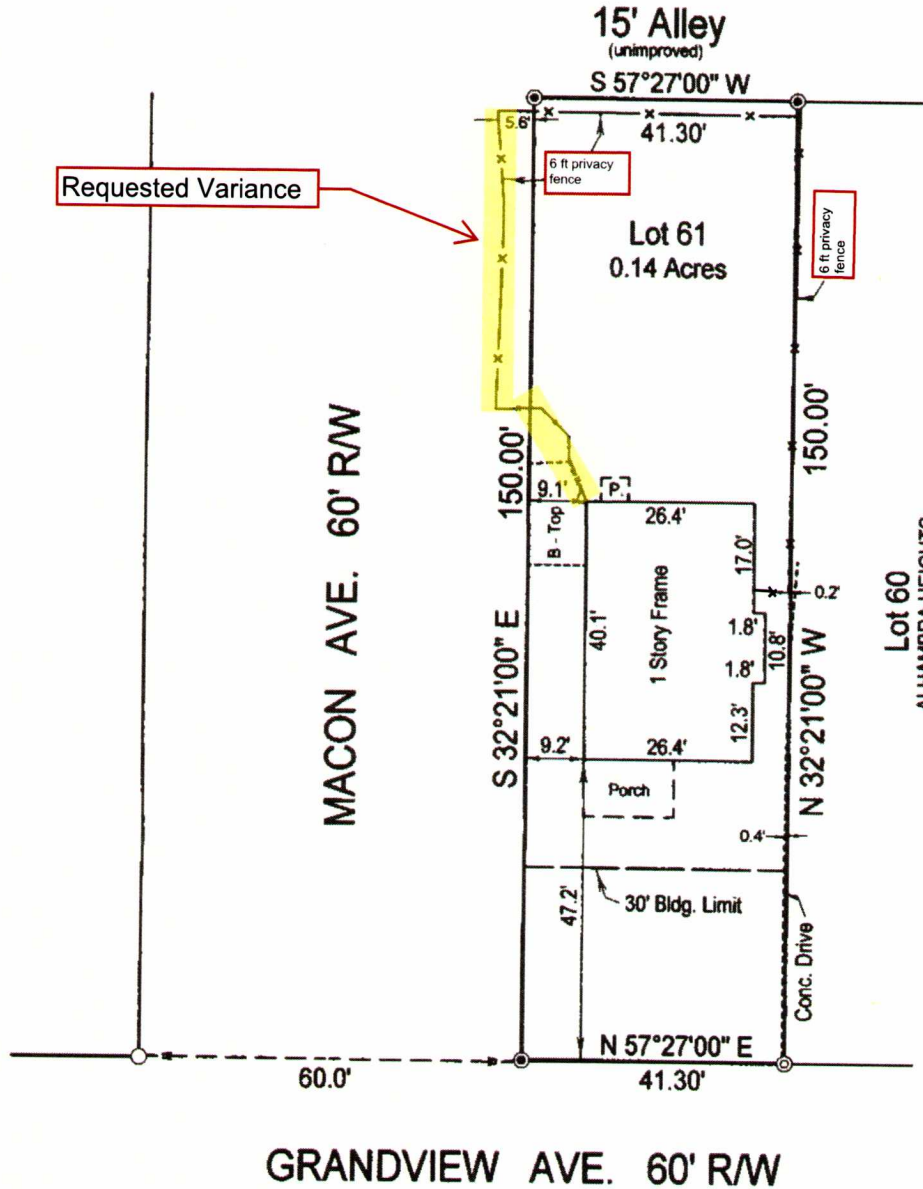 15' Alley
(unimproved)
S 57°27'00" W
5.6'
41.30'
6 ft privacy
fence
Requested Variance
Lot 61
0.14 Acres
6 ft privacy
fence
MACON AVE. 60' R/W
150.00'
S 32°21'00" E
150.00'
N 32°21'00" W
Lot 60
9.1'
P.
26.4'
B - Top
17.0'
0.2'
1.8'
10.8'
1.8'
40.1'
1 Story Frame
12.3'
9.2'
26.4'
Porch
0.4'
47.2'
30' Bldg. Limit
Conc. Drive
N 57°27'00" E
60.0'
41.30'
GRANDVIEW AVE. 60' R/W